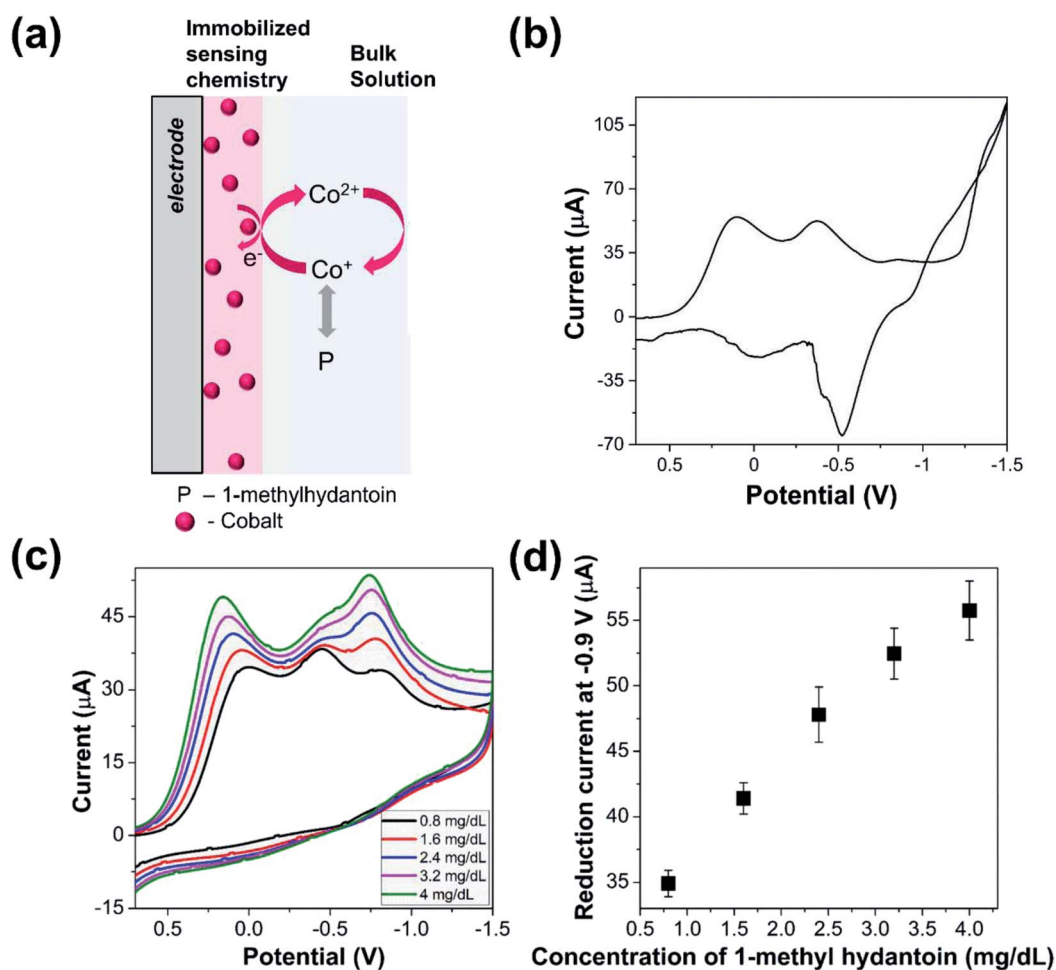 (a)
Immobilized
sensing
chemistry
Bulk
Solution
electrode
Co2+
e-
Co+
P
P – 1-methylhydantoin
- Cobalt
(b)
Current (µA)
105
70
35
0
-35
-70
0.5 0 -0.5 -1 -1.5
Potential (V)
(c)
Current (µA)
45
30
15
0
-15
0.8 mg/dL
1.6 mg/dL
2.4 mg/dL
3.2 mg/dL
4 mg/dL
0.5 0.0 -0.5 -1.0 -1.5
Potential (V)
(d)
Reduction current at -0.9 V (µA)
55
50
45
40
35
0.5 1.0 1.5 2.0 2.5 3.0 3.5 4.0
Concentration of 1-methyl hydantoin (mg/dL)